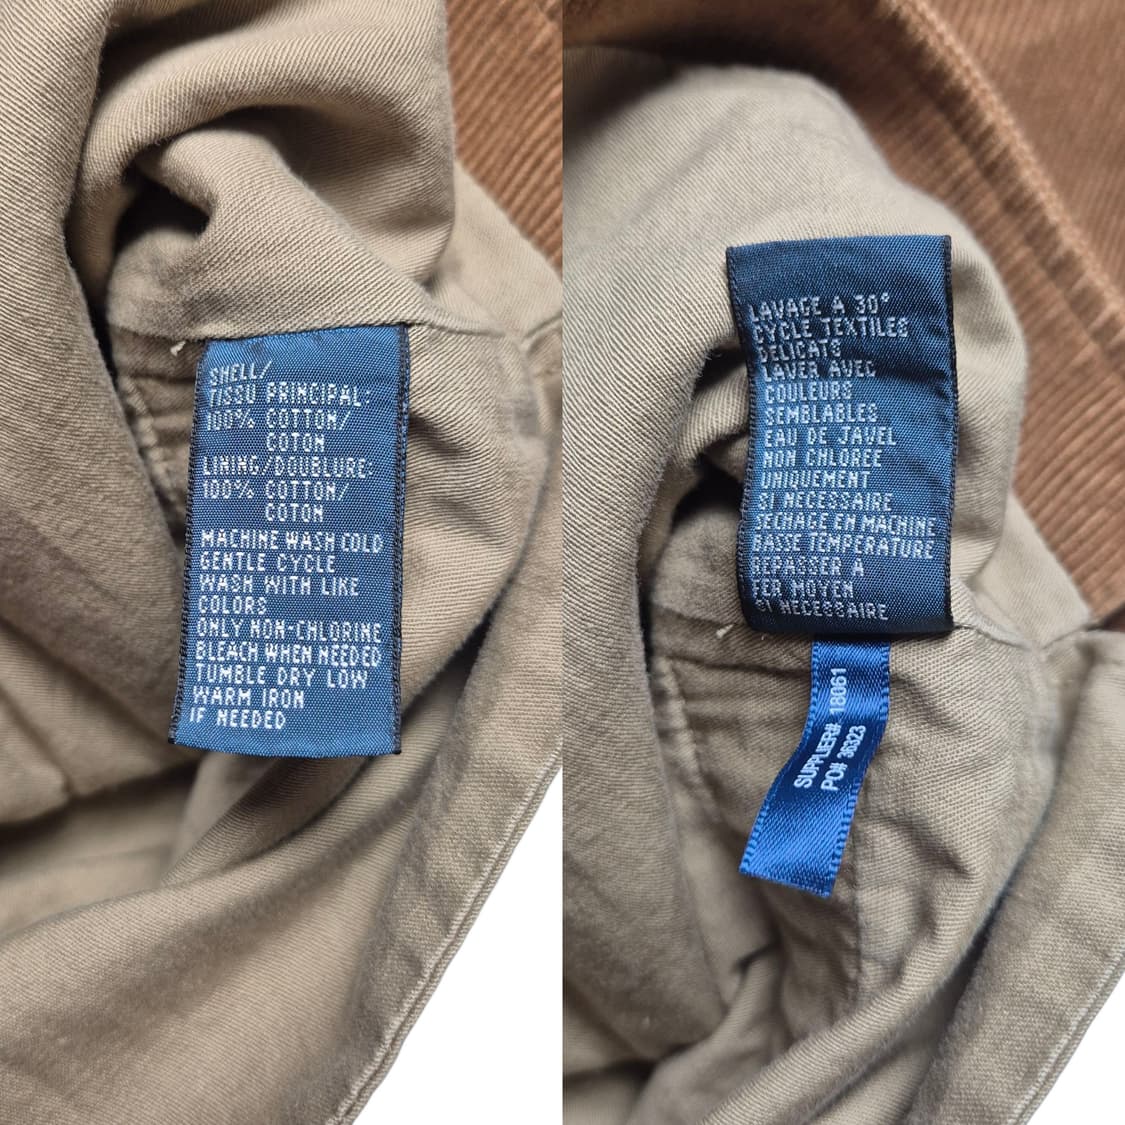 SHELL/
TISSU PRINCIPAL:
100% COTTON/
COTON
LINING/DOUBLURE:
100% COTTON/
COTON
MACHINE WASH COLD
GENTLE CYCLE
WASH WITH LIKE
COLORS
ONLY NON-CHLORINE
BLEACH WHEN NEEDED
TUMBLE DRY LOW
WARM IRON
IF NEEDED
LAVAGE A 30°
CYCLE TEXTILES
DELICATS
LAVER AVEC
COULEURS
SEMBLABLES
EAU DE JAVEL
NON CHLOREE
UNIQUEMENT
SI NECESSAIRE
SECHAGE EN MACHINE
BASSE TEMPERATURE
REPASSER A
FER MOYEN
SI NECESSAIRE
SUPPLIER# 18061
PO# 36323